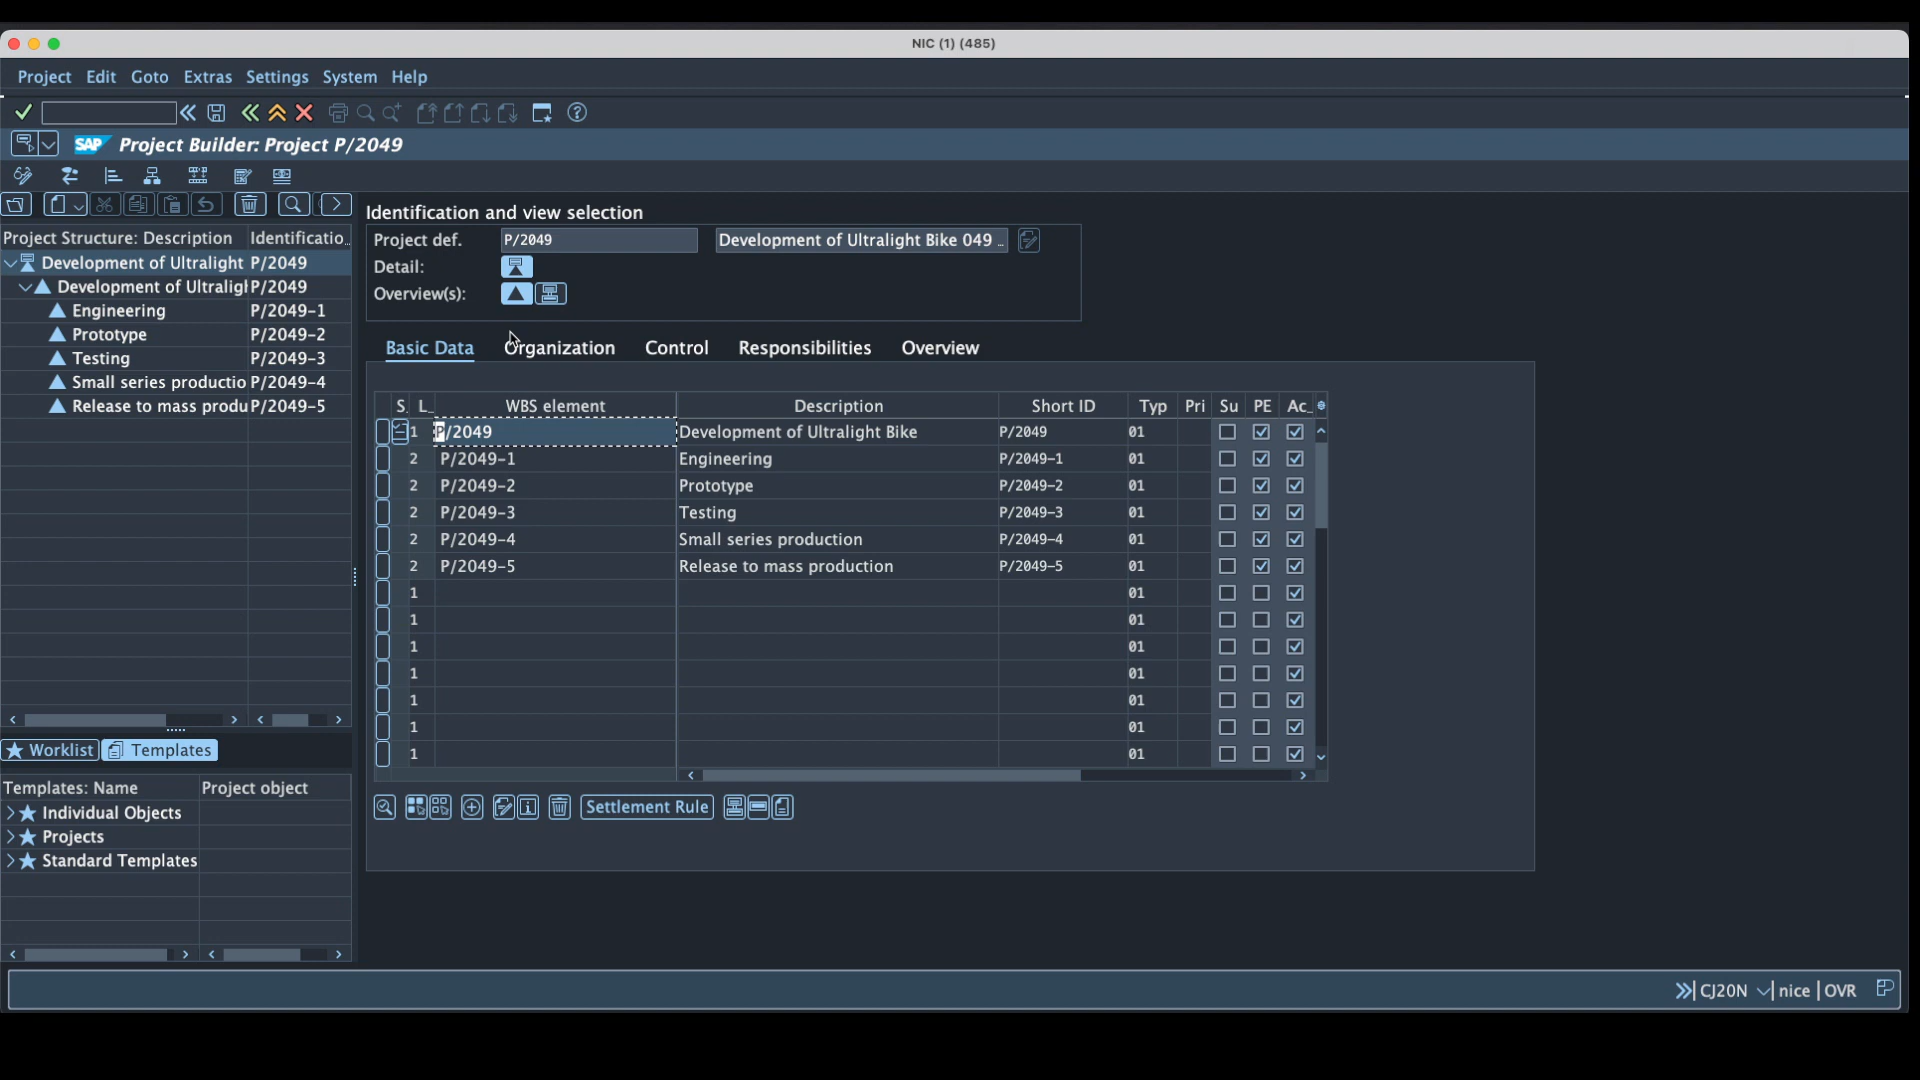 NIC (1) (485)
Project Edit Goto Extras Settings System Help
SAP Project Builder: Project P/2049
Identification and view selection
Project def. P/2049 Development of Ultralight Bike 049 ..
Detail:
Overview(s):
Project Structure: Description Identificatio..
Development of Ultralight P/2049
Development of Ultraligh P/2049
Engineering P/2049-1
Prototype P/2049-2
Testing P/2049-3
Small series productio P/2049-4
Release to mass produ P/2049-5
Basic Data Organization Control Responsibilities Overview
S. L.. WBS element Description Short ID Typ Pri Su PE Ac..
1 P/2049 Development of Ultralight Bike P/2049 01
2 P/2049-1 Engineering P/2049-1 01
2 P/2049-2 Prototype P/2049-2 01
2 P/2049-3 Testing P/2049-3 01
2 P/2049-4 Small series production P/2049-4 01
2 P/2049-5 Release to mass production P/2049-5 01
1 01
1 01
1 01
1 01
1 01
1 01
1 01
Settlement Rule
Worklist Templates
Templates: Name Project object
Individual Objects
Projects
Standard Templates
CJ20N nice OVR